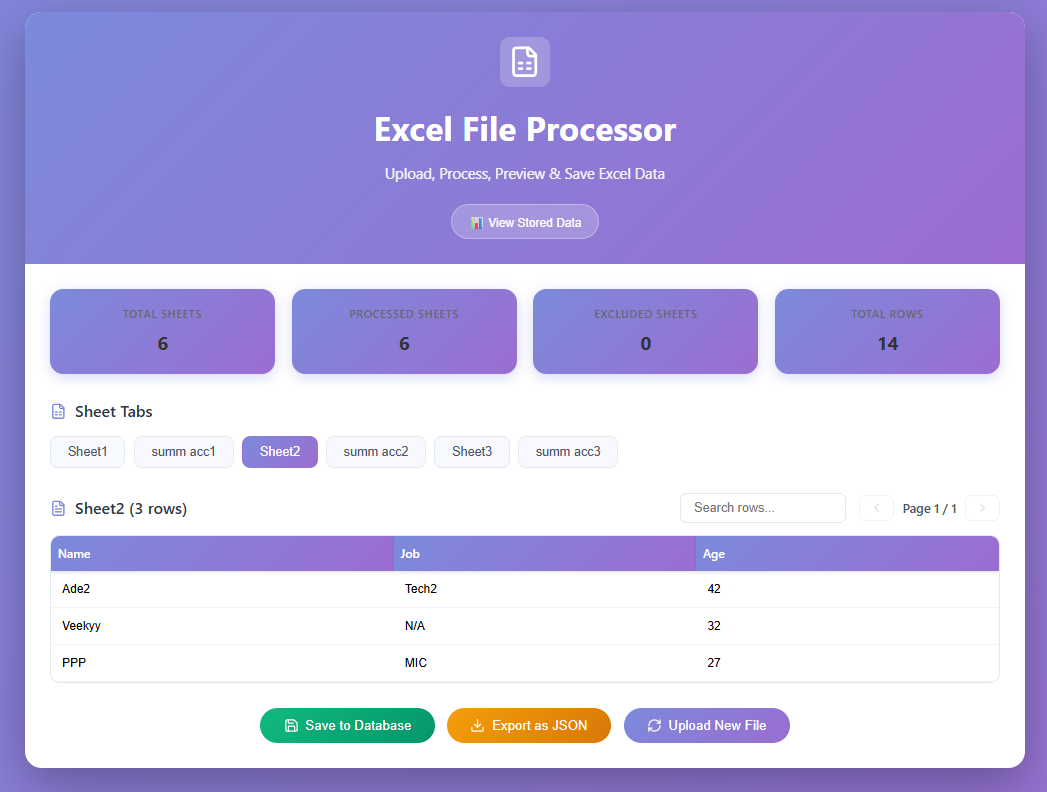 Excel File Processor
Upload, Process, Preview & Save Excel Data
📊 View Stored Data
TOTAL SHEETS
6
PROCESSED SHEETS
6
EXCLUDED SHEETS
0
TOTAL ROWS
14
Sheet Tabs
Sheet1 summ acc1 Sheet2 summ acc2 Sheet3 summ acc3
Sheet2 (3 rows) Search rows... Page 1 / 1
Name Job Age
Ade2 Tech2 42
Veekyy N/A 32
PPP MIC 27
Save to Database Export as JSON Upload New File